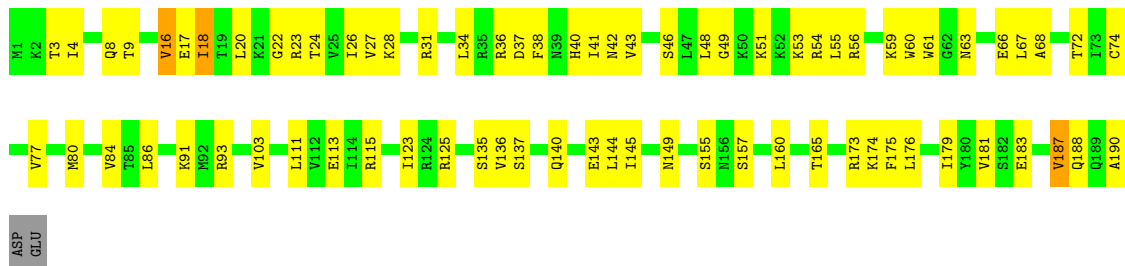 M1 K2 T3 I4 Q8 T9 V16 E17 I18 T19 L20 K21 G22 R23 T24 V25 I26 V27 K28 R31 L34 R35 R36 D37 F38 N39 H40 I41 N42 V43 S46 L47 L48 G49 K50 K51 K52 K53 R54 L55 R56 K59 W60 W61 G62 N63 E66 L67 A68 T72 I73 C74
V77 M80 V84 T85 L86 K91 M92 R93 V103 L111 V112 E113 I114 R115 I123 R124 R125 S135 V136 S137 Q140 E143 L144 I145 N149 S155 N156 S157 L160 T165 R173 K174 F175 L176 I179 Y180 V181 S182 E183 V187 Q188 Q189 A190
ASP GLU